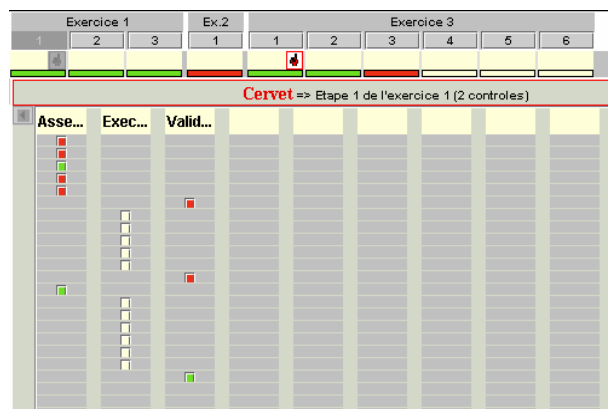 Exercice 1 Ex.2 Exercice 3
1 2 3 1 1 2 3 4 5 6
Cervet => Etape 1 de l'exercice 1 (2 controles)
Asse... Exec... Valid...